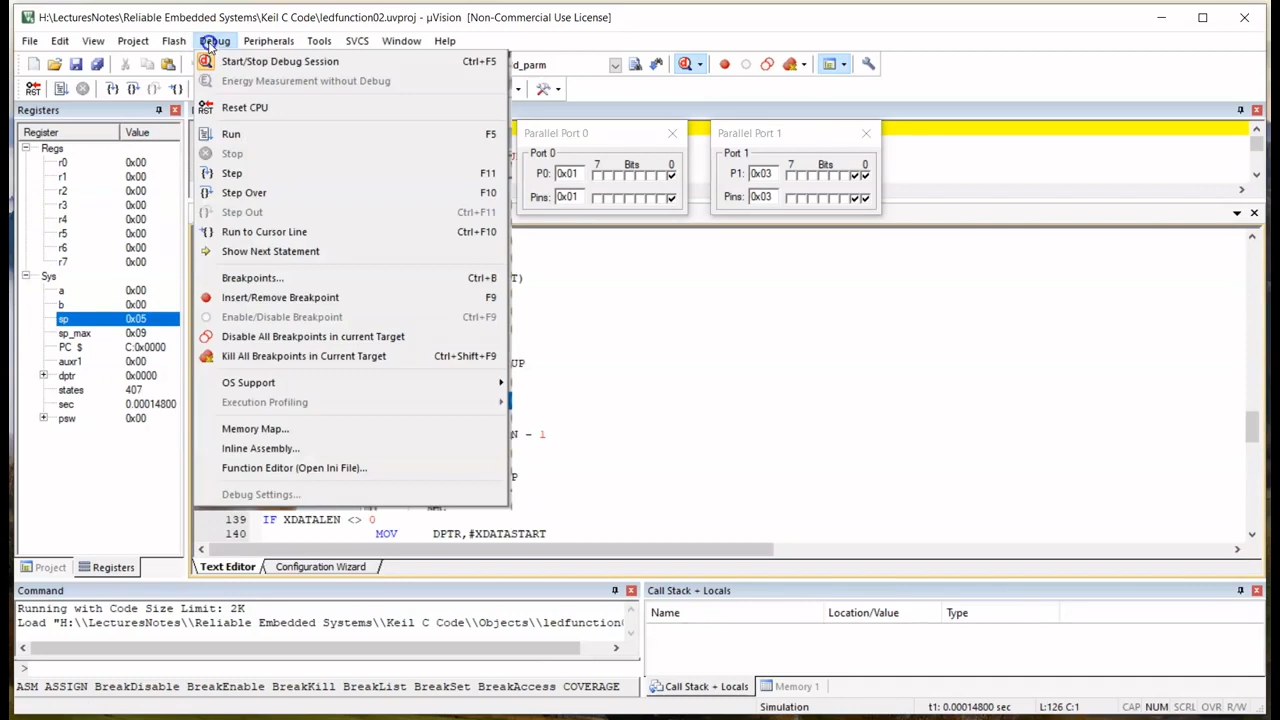 H:\LecturesNotes\Reliable Embedded Systems\Keil C Code\ledfunction02.uvproj - µVision [Non-Commercial Use License]
File Edit View Project Flash Debug Peripherals Tools SVCS Window Help
d_parm
Registers
Register Value
Regs
r0 0x00
r1 0x00
r2 0x00
r3 0x00
r4 0x00
r5 0x00
r6 0x00
r7 0x00
Sys
a 0x00
b 0x00
sp 0x05
sp_max 0x09
PC $ C:0x0000
auxr1 0x00
dptr 0x0000
states 407
sec 0.00014800
psw 0x00
Project Registers
Start/Stop Debug Session Ctrl+F5
Energy Measurement without Debug
Reset CPU
Run F5
Stop
Step F11
Step Over F10
Step Out Ctrl+F11
Run to Cursor Line Ctrl+F10
Show Next Statement
Breakpoints... Ctrl+B
Insert/Remove Breakpoint F9
Enable/Disable Breakpoint Ctrl+F9
Disable All Breakpoints in current Target
Kill All Breakpoints in Current Target Ctrl+Shift+F9
OS Support
Execution Profiling
Memory Map...
Inline Assembly...
Function Editor (Open Ini File)...
Debug Settings...
Parallel Port 0
Port 0
7 Bits 0
P0: 0x01
Pins: 0x01
Parallel Port 1
Port 1
7 Bits 0
P1: 0x03
Pins: 0x03
T)
UP
N - 1
P
139 IF XDATALEN <> 0
140 MOV DPTR,#XDATASTART
Text Editor Configuration Wizard
Command
Running with Code Size Limit: 2K
Load "H:\\LecturesNotes\\Reliable Embedded Systems\\Keil C Code\\Objects\\ledfunction
>
ASM ASSIGN BreakDisable BreakEnable BreakKill BreakList BreakSet BreakAccess COVERAGE
Call Stack + Locals
Name Location/Value Type
Call Stack + Locals Memory 1
Simulation t1: 0.00014800 sec L:126 C:1 CAP NUM SCRL OVR R/W